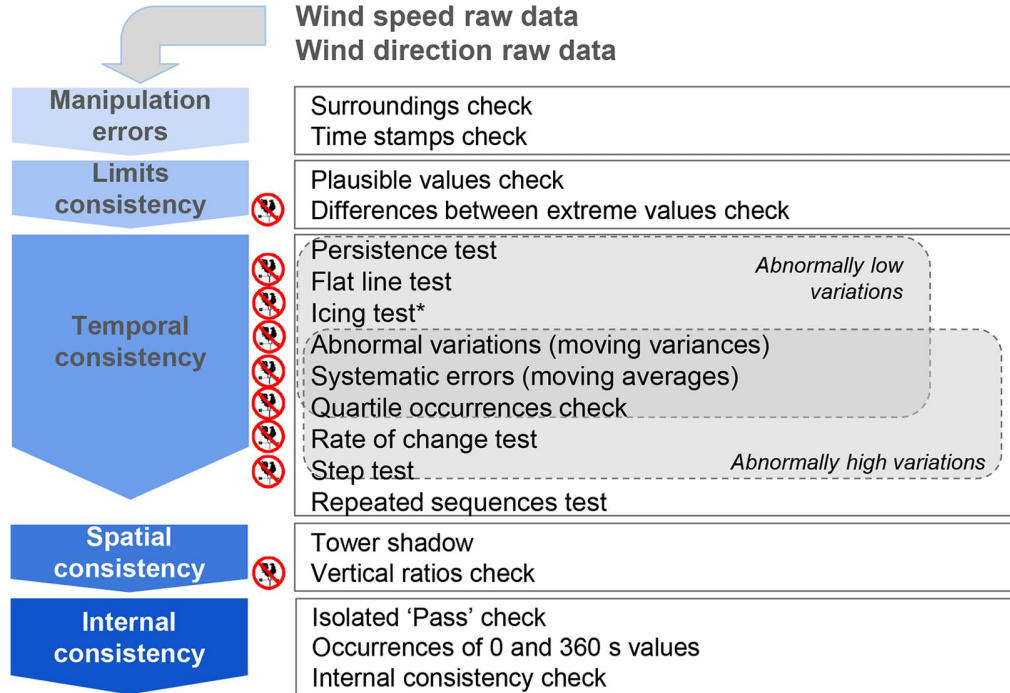 Wind speed raw data
Wind direction raw data
Manipulation
errors
Surroundings check
Time stamps check
Limits
consistency
Plausible values check
Differences between extreme values check
Temporal
consistency
Persistence test
Flat line test
Icing test*
Abnormal variations (moving variances)
Systematic errors (moving averages)
Quartile occurrences check
Rate of change test
Step test
Repeated sequences test
Abnormally low
variations
Abnormally high variations
Spatial
consistency
Tower shadow
Vertical ratios check
Internal
consistency
Isolated ‘Pass’ check
Occurrences of 0 and 360 s values
Internal consistency check